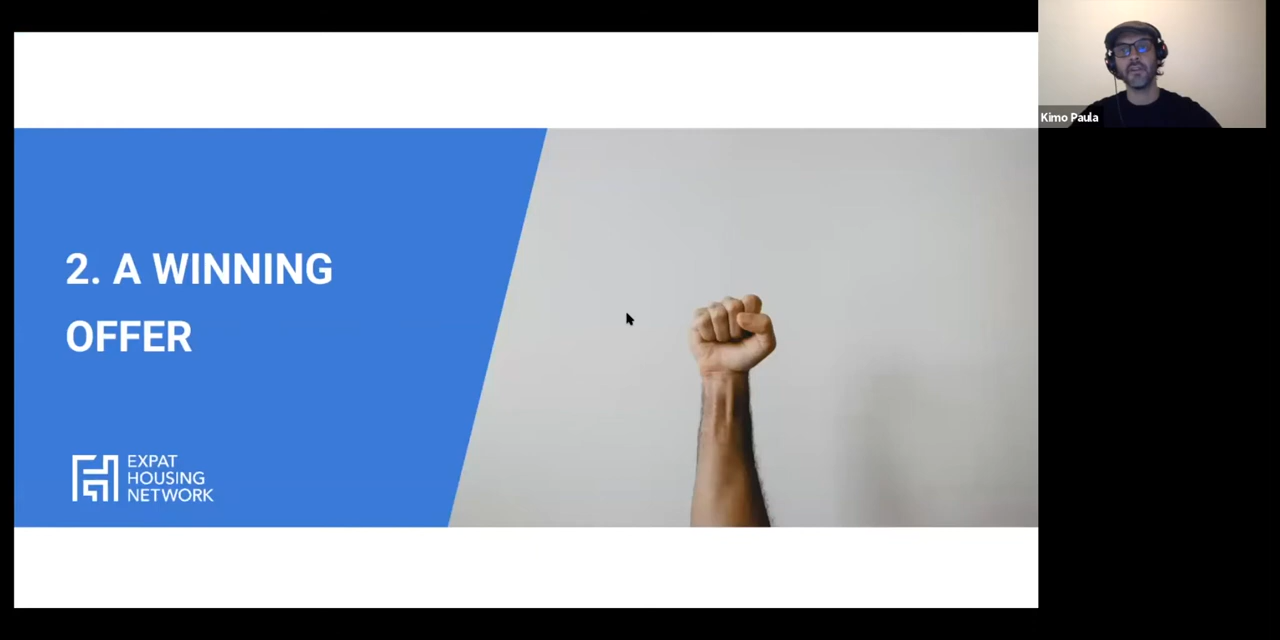 2. A WINNING
OFFER
EXPAT
HOUSING
NETWORK
Kimo Paula